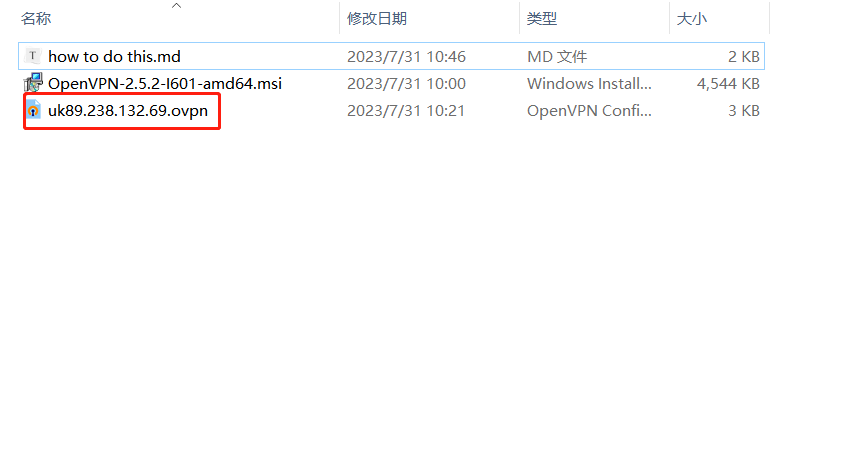 名称 修改日期 类型 大小
how to do this.md 2023/7/31 10:46 MD 文件 2 KB
OpenVPN-2.5.2-I601-amd64.msi 2023/7/31 10:00 Windows Install... 4,544 KB
uk89.238.132.69.ovpn 2023/7/31 10:21 OpenVPN Confi... 3 KB